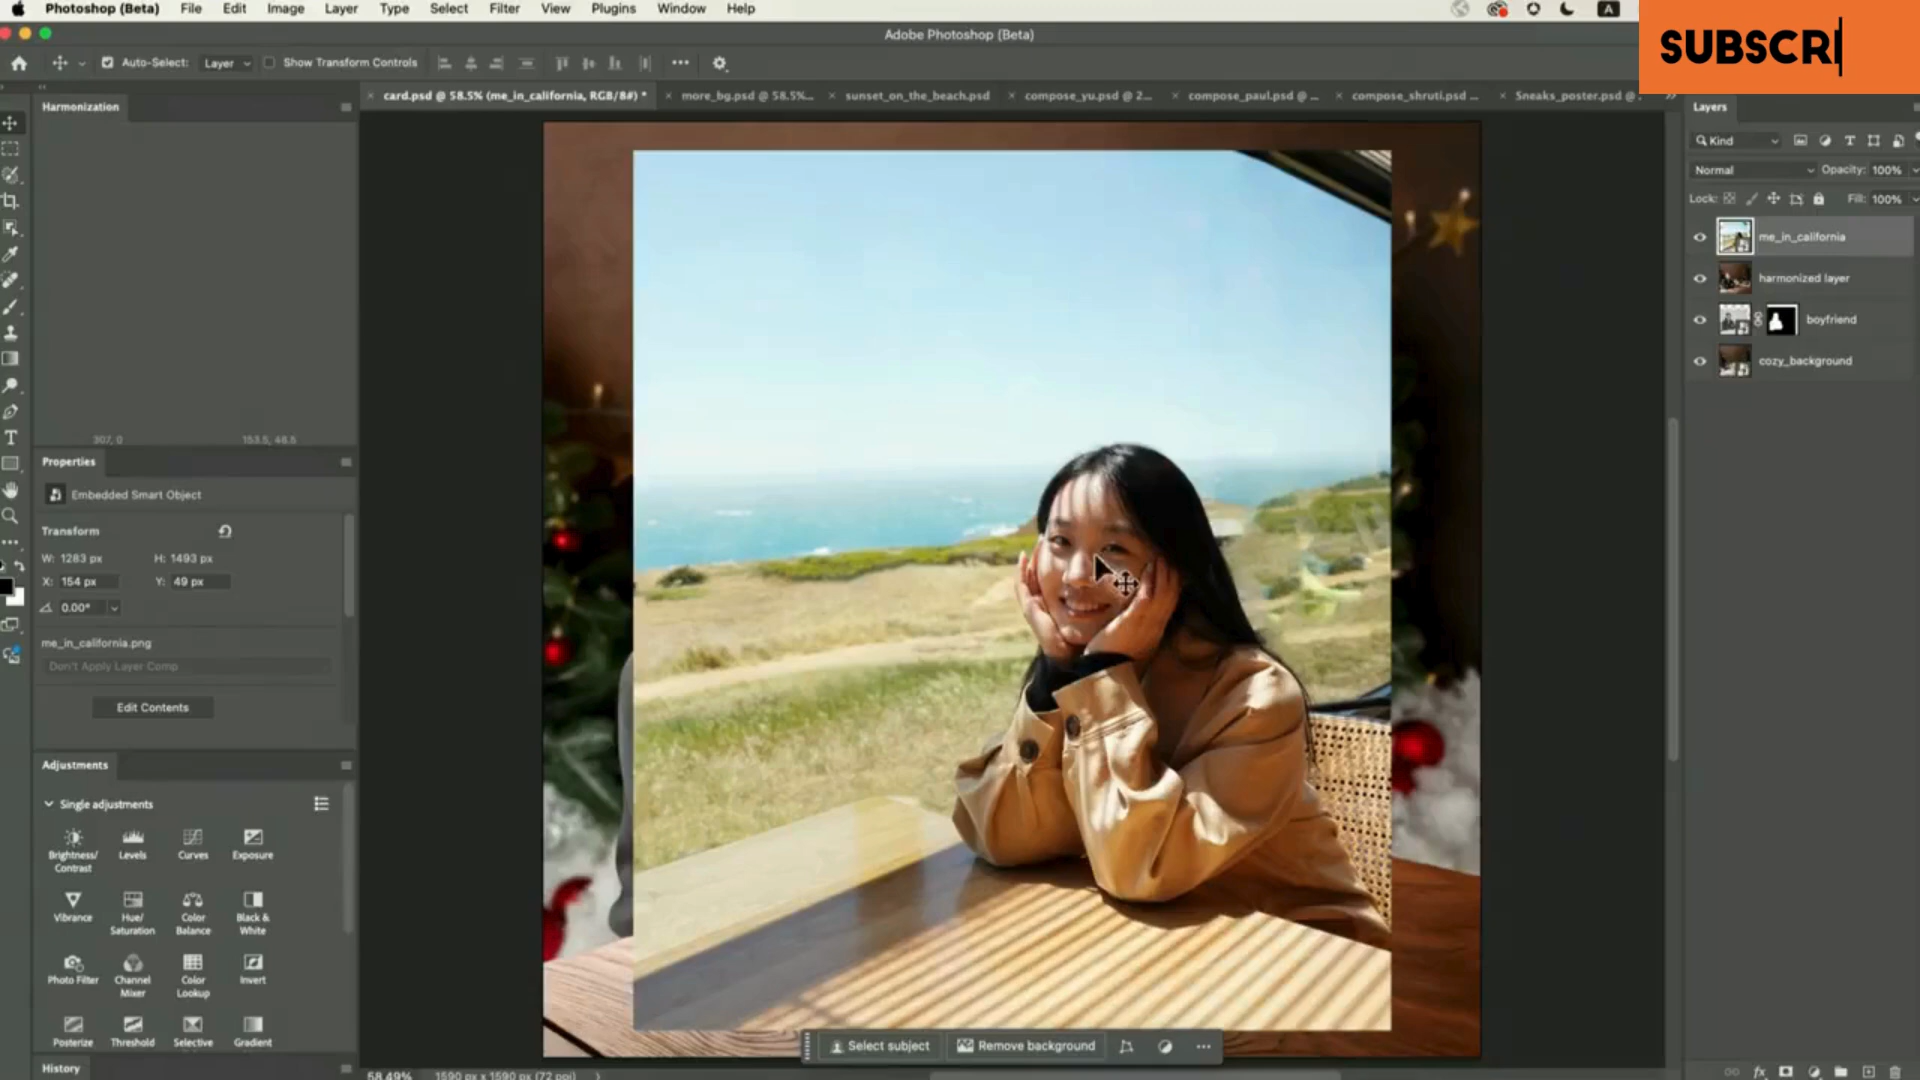 Photoshop (Beta) File Edit Image Layer Type Select Filter View Plugins Window Help
A
SUBSCRI
Adobe Photoshop (Beta)
Auto-Select: Layer Show Transform Controls
card.psd @ 58.5% (me_in_california, RGB/8#) * more_bg.psd @ 58.5%... sunset_on_the_beach.psd compose_yu.psd @ 2... compose_paul.psd @ ... compose_shruti.psd ... Sneaks_poster.psd @
Harmonization
307, 0 153.5, 48.5
Properties
Embedded Smart Object
Transform
W: 1283 px H: 1493 px
X: 154 px Y: 49 px
0.00°
me_in_california.png
Don't Apply Layer Comp
Edit Contents
Adjustments
Single adjustments
Brightness/
Contrast
Levels
Curves
Exposure
Vibrance
Hue/
Saturation
Color
Balance
Black &
White
Photo Filter
Channel
Mixer
Color
Lookup
Invert
Posterize
Threshold
Selective
Gradient
History
Select subject Remove background
58.49% 1590 px x 1590 px (72 ppi)
Layers
Kind
Normal Opacity: 100%
Lock: Fill: 100%
me_in_california
harmonized layer
boyfriend
cozy_background
fx